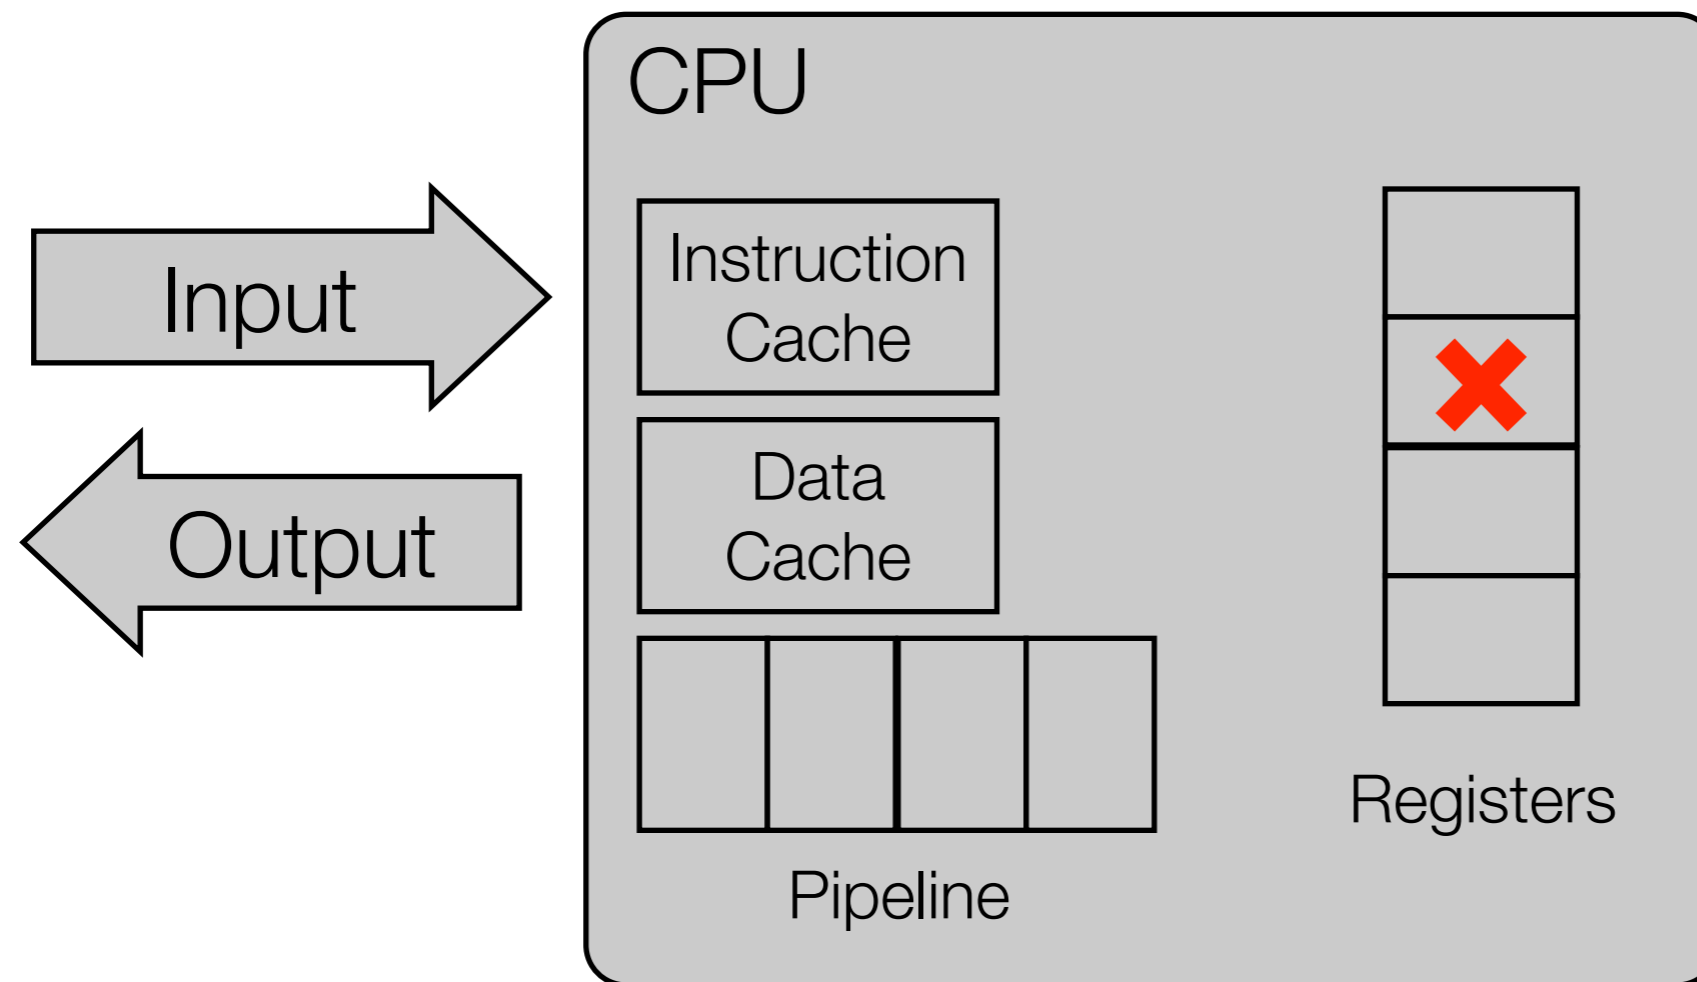 CPU
Input
Output
Instruction
Cache
Data
Cache
Pipeline
Registers